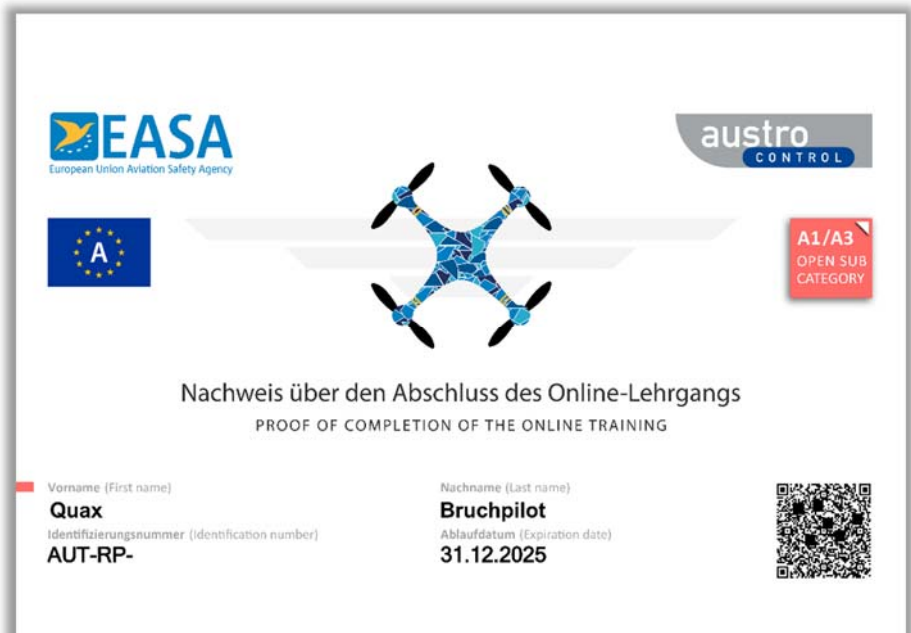 EASA
European Union Aviation Safety Agency
austro
CONTROL
A
A1/A3
OPEN SUB
CATEGORY
Nachweis über den Abschluss des Online-Lehrgangs
PROOF OF COMPLETION OF THE ONLINE TRAINING
Vorname (First name)
Quax
Nachname (Last name)
Bruchpilot
Identifizierungsnummer (Identification number)
AUT-RP-
Ablaufdatum (Expiration date)
31.12.2025